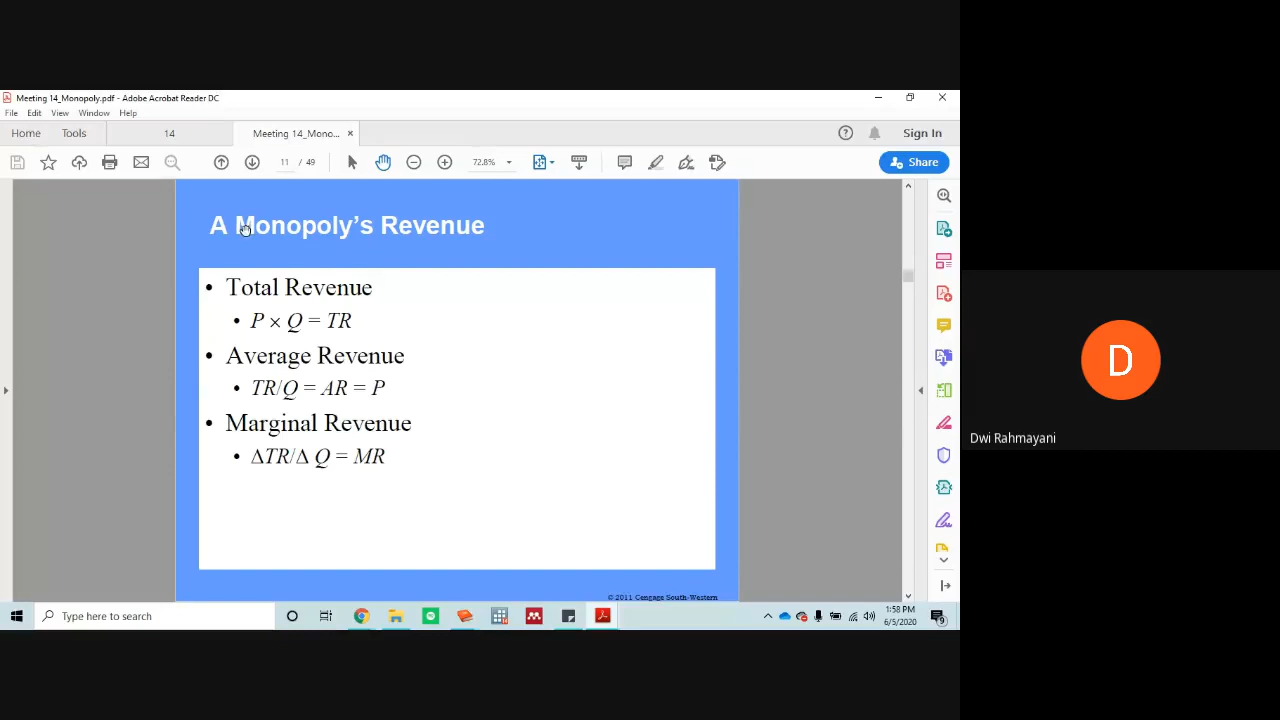 Meeting 14_Monopoly.pdf - Adobe Acrobat Reader DC
File Edit View Window Help
Home Tools 14 Meeting 14_Mono... × Sign In
11 / 49 72.8% Share
A Monopoly's Revenue
• Total Revenue
• P × Q = TR
• Average Revenue
• TR/Q = AR = P
• Marginal Revenue
• ΔTR/Δ Q = MR
© 2011 Cengage South-Western
D
Dwi Rahmayani
Type here to search
1:58 PM
6/5/2020
9